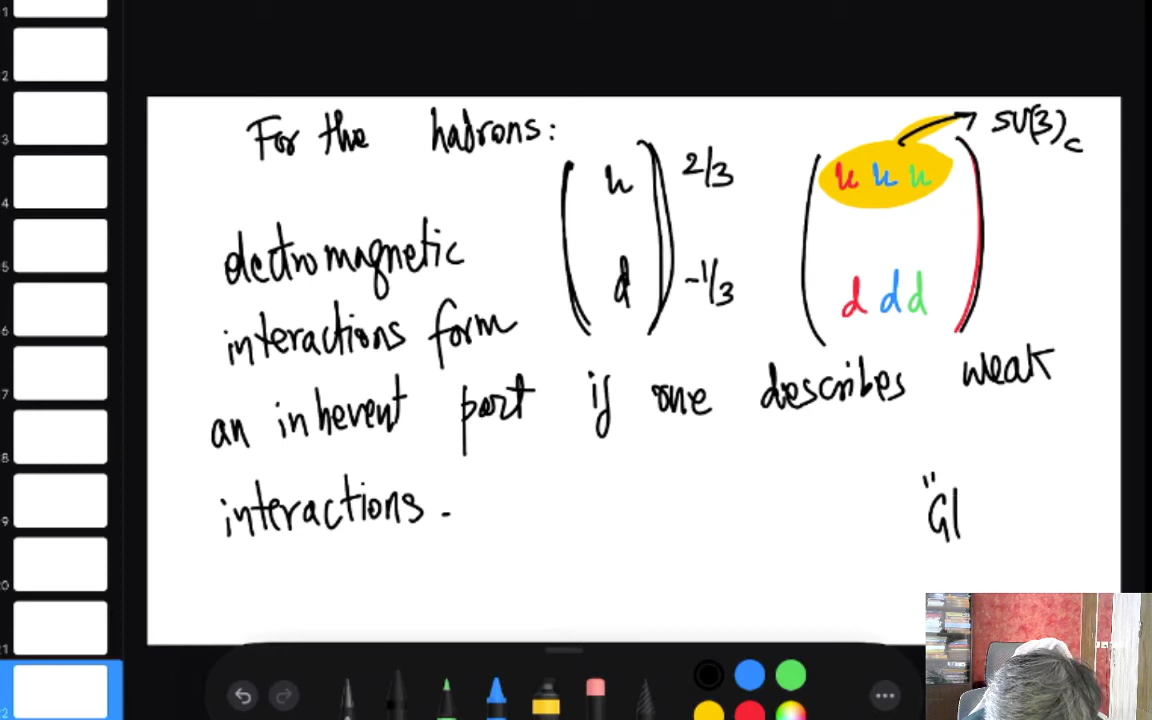 For the hadrons:
u 2/3
u u u SU(3)c
electromagnetic
d -1/3
d d d
interactions form
an inherent part if one describes weak
interactions.
"Gl